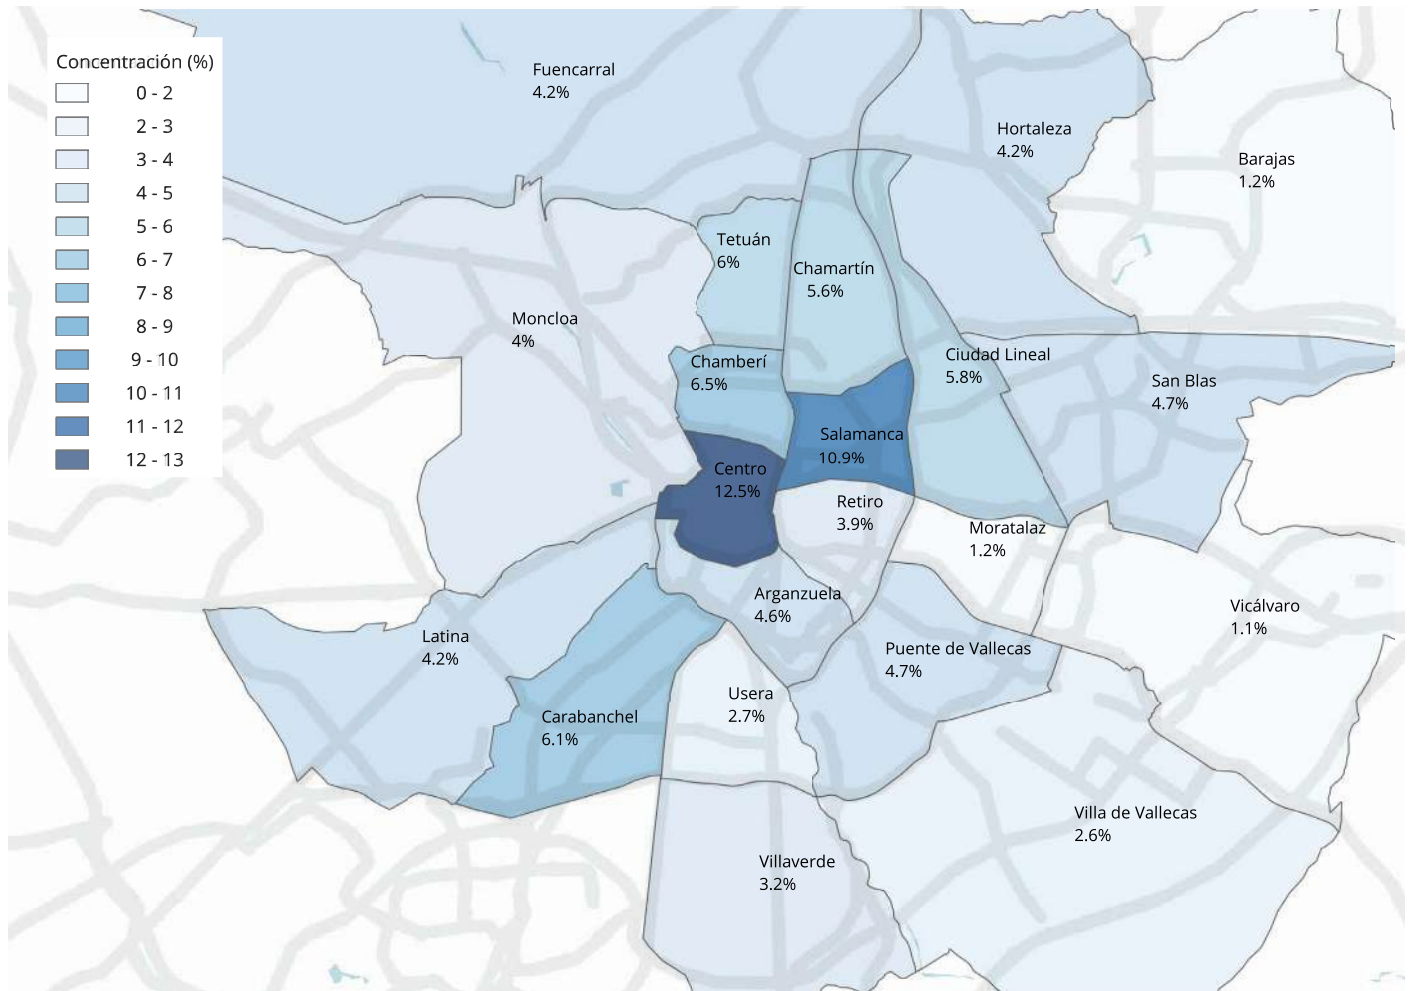 Concentración (%)
0 - 2
2 - 3
3 - 4
4 - 5
5 - 6
6 - 7
7 - 8
8 - 9
9 - 10
10 - 11
11 - 12
12 - 13
Fuencarral
4.2%
Hortaleza
4.2%
Barajas
1.2%
Tetuán
6%
Chamartín
5.6%
Moncloa
4%
Chamberí
6.5%
Ciudad Lineal
5.8%
San Blas
4.7%
Salamanca
10.9%
Centro
12.5%
Retiro
3.9%
Moratalaz
1.2%
Arganzuela
4.6%
Vicálvaro
1.1%
Latina
4.2%
Puente de Vallecas
4.7%
Usera
2.7%
Carabanchel
6.1%
Villa de Vallecas
2.6%
Villaverde
3.2%